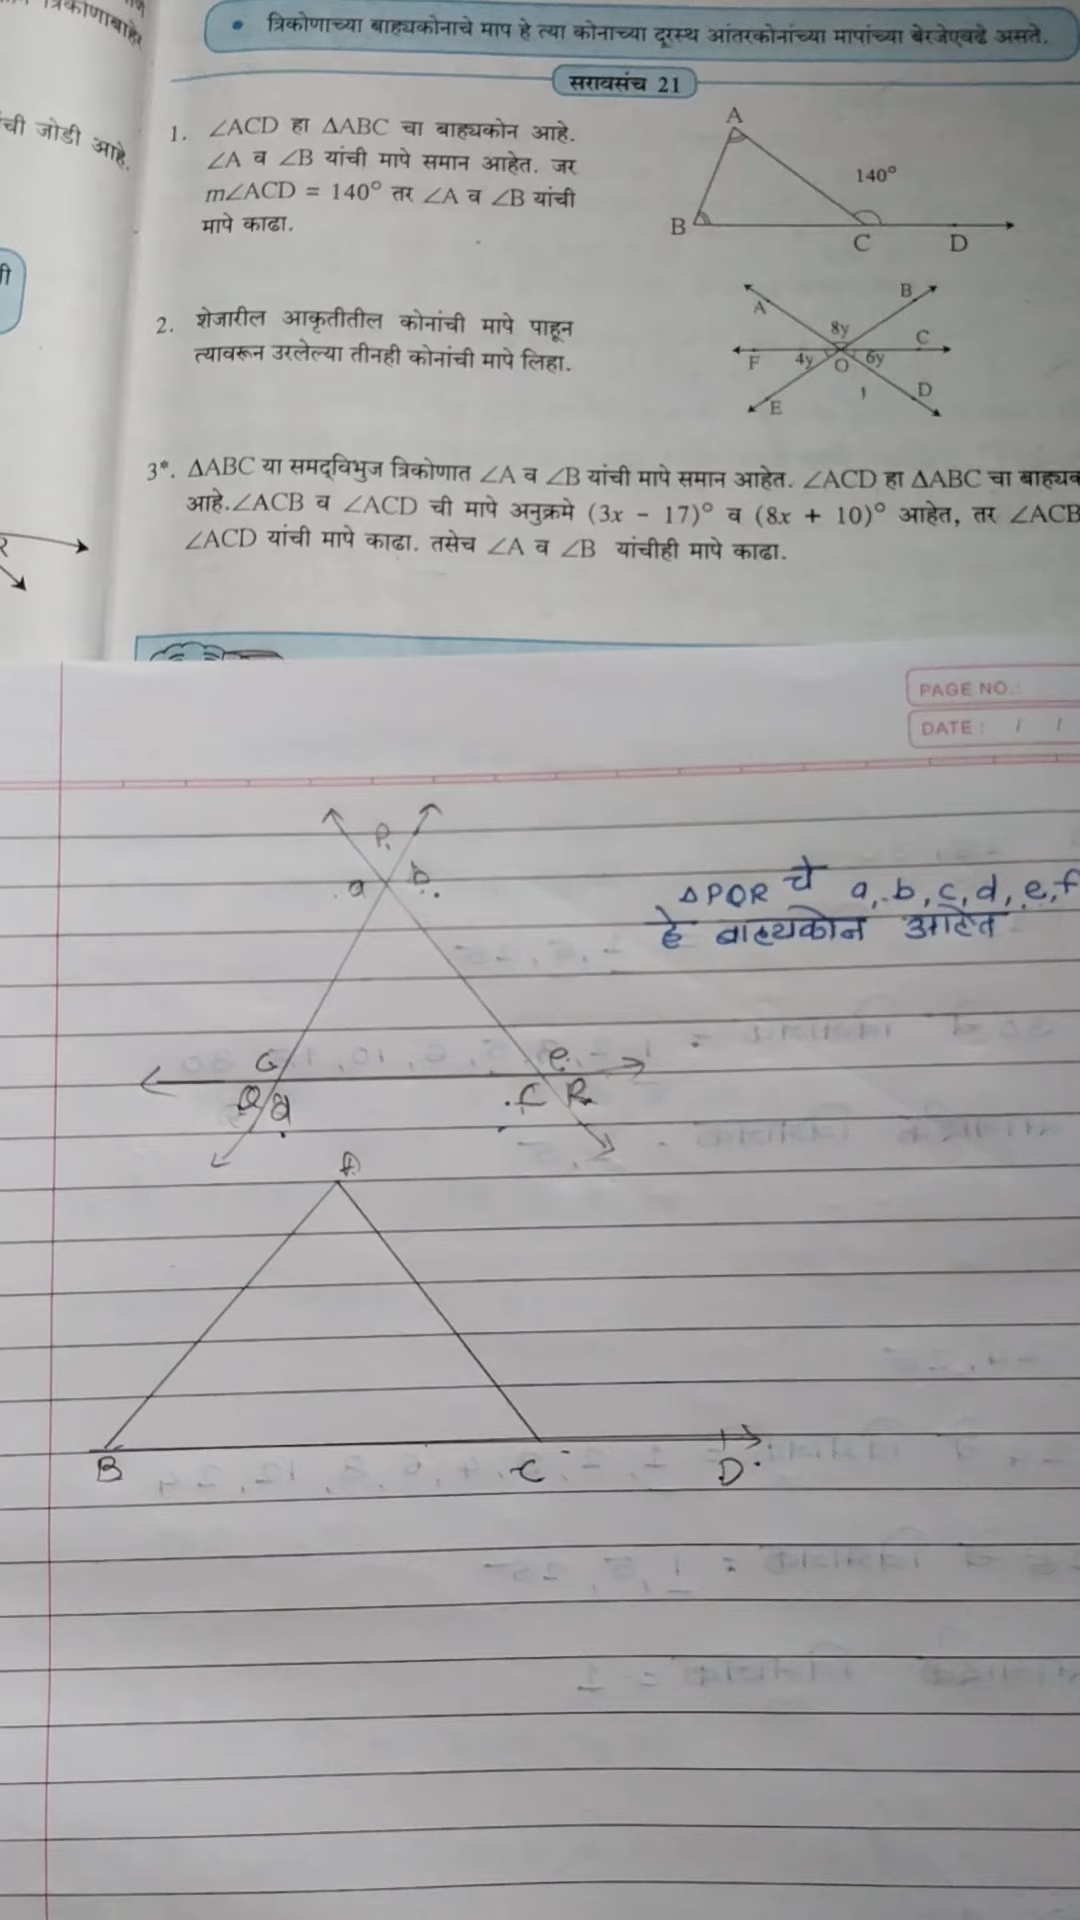 त्रिकोणाबाहेर
• त्रिकोणाच्या बाह्यकोनाचे माप हे त्या कोनाच्या दूरस्थ आंतरकोनांच्या मापांच्या बेरजेएवढे असते.
सरावसंच 21
ची जोडी आहे.
1. ∠ACD हा ΔABC चा बाह्यकोन आहे.
∠A व ∠B यांची मापे समान आहेत. जर
m∠ACD = 140° तर ∠A व ∠B यांची
मापे काढा.
A
140°
B
C
D
2. शेजारील आकृतीतील कोनांची मापे पाहून
त्यावरून उरलेल्या तीनही कोनांची मापे लिहा.
A
B
8y
C
F
4y
O
6y
D
E
3*. ΔABC या समद्विभुज त्रिकोणात ∠A व ∠B यांची मापे समान आहेत. ∠ACD हा ΔABC चा बाह्यक
आहे.∠ACB व ∠ACD ची मापे अनुक्रमे (3x - 17)° व (8x + 10)° आहेत, तर ∠ACB
∠ACD यांची मापे काढा. तसेच ∠A व ∠B यांचीही मापे काढा.
PAGE NO.:
DATE: / /
P
a b
ΔPQR चे a, b, c, d, e, f
हे बाह्यकोन आहेत
C e
Q d f R
A
B C D